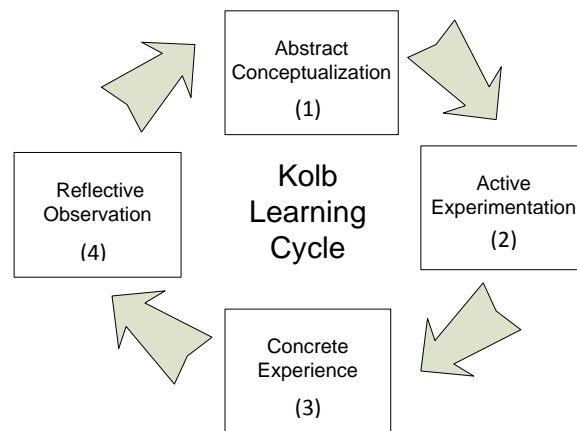 Abstract
Conceptualization
(1)
Reflective
Observation
(4)
Kolb
Learning
Cycle
Active
Experimentation
(2)
Concrete
Experience
(3)